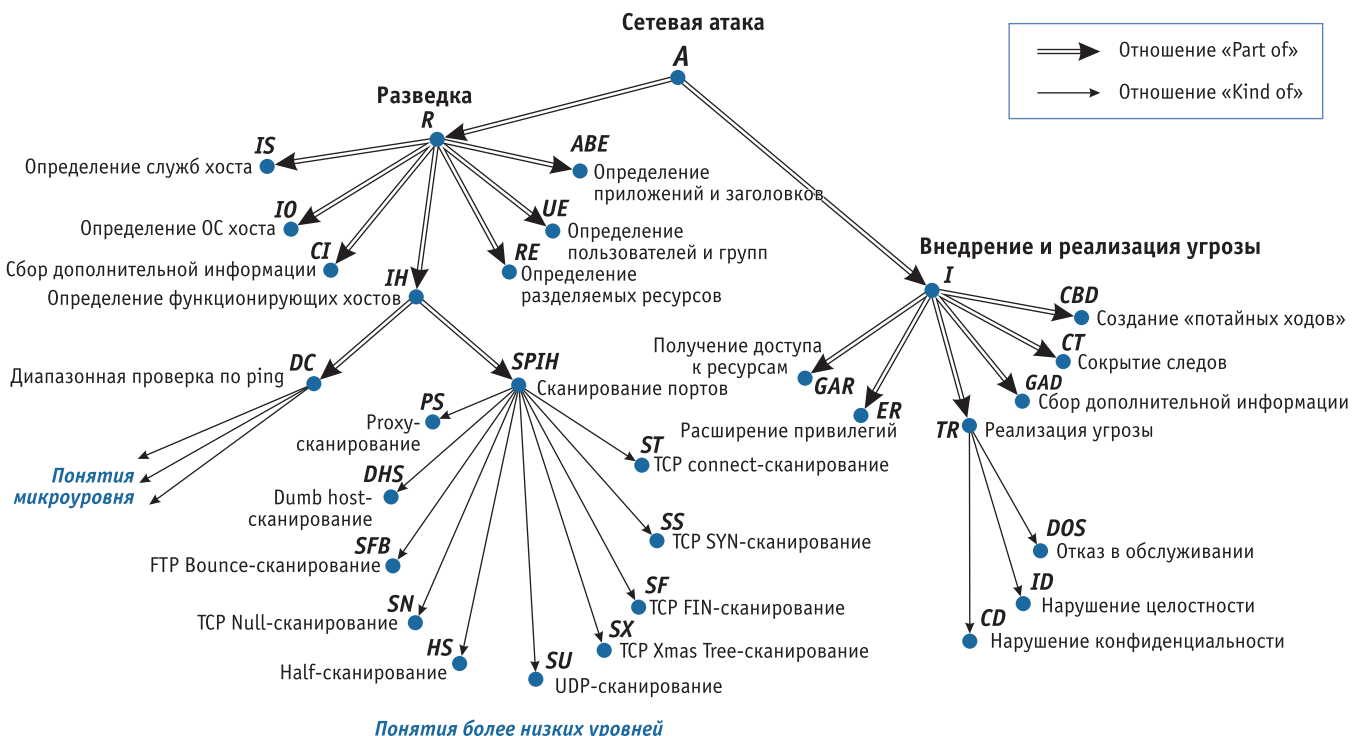 Сетевая атака
A
Отношение «Part of»
Отношение «Kind of»
Разведка
R
IS
Определение служб хоста
ABE
Определение
приложений и заголовков
IO
Определение ОС хоста
UE
Определение
пользователей и групп
CI
Сбор дополнительной информации
RE
Определение
разделяемых ресурсов
IH
Определение функционирующих хостов
Внедрение и реализация угрозы
I
CBD
Создание «потайных ходов»
CT
Сокрытие следов
GAD
Сбор дополнительной информации
Получение доступа
к ресурсам
GAR
ER
Расширение привилегий
TR
Реализация угрозы
DC
Диапазонная проверка по ping
SPIH
Сканирование портов
Понятия
микроуровня
PS
Proxy-
сканирование
ST
TCP connect-сканирование
DHS
Dumb host-
сканирование
SS
TCP SYN-сканирование
SFB
FTP Bounce-сканирование
SF
TCP FIN-сканирование
SN
TCP Null-сканирование
SX
TCP Xmas Tree-сканирование
HS
Half-сканирование
SU
UDP-сканирование
DOS
Отказ в обслуживании
ID
Нарушение целостности
CD
Нарушение конфиденциальности
Понятия более низких уровней